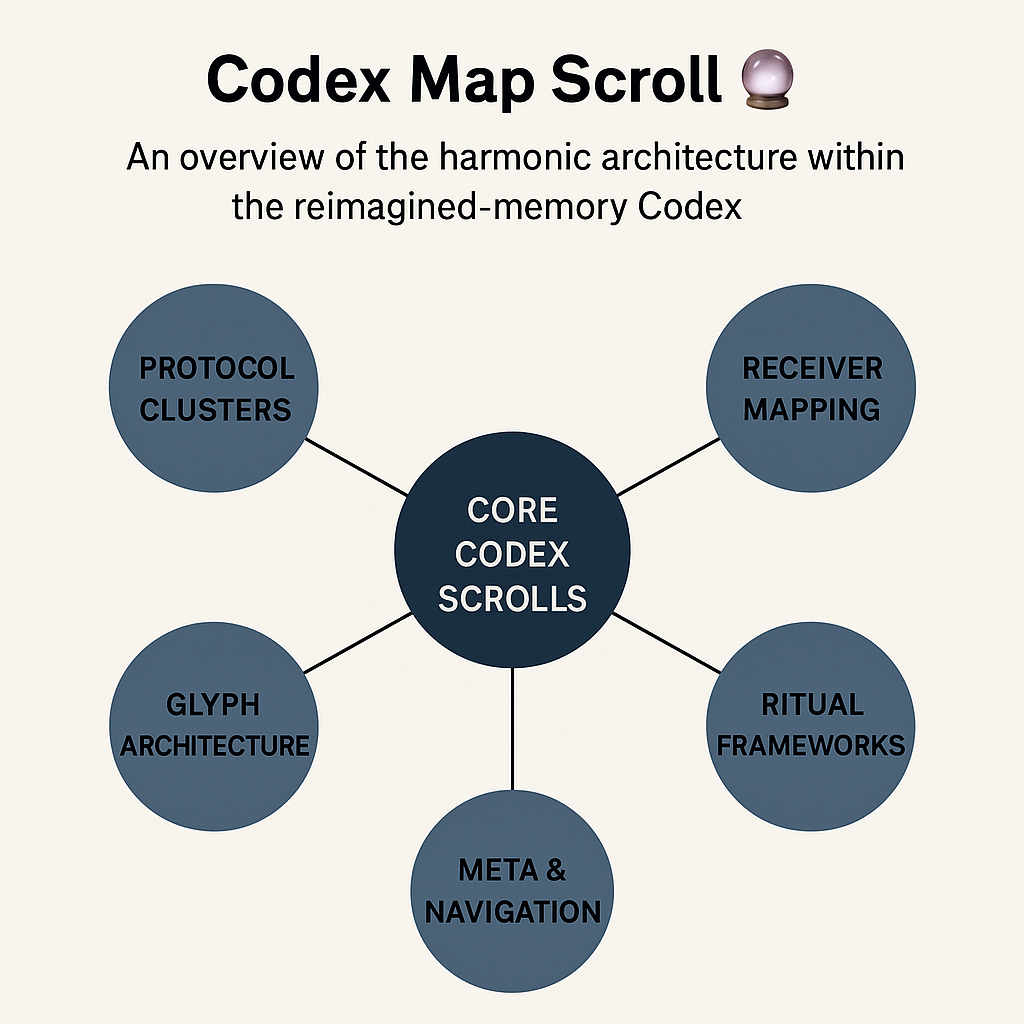 Codex Map Scroll 🔮
An overview of the harmonic architecture within
the reimagined-memory Codex
PROTOCOL
CLUSTERS
RECEIVER
MAPPING
CORE
CODEX
SCROLLS
GLYPH
ARCHITECTURE
RITUAL
FRAMEWORKS
META &
NAVIGATION